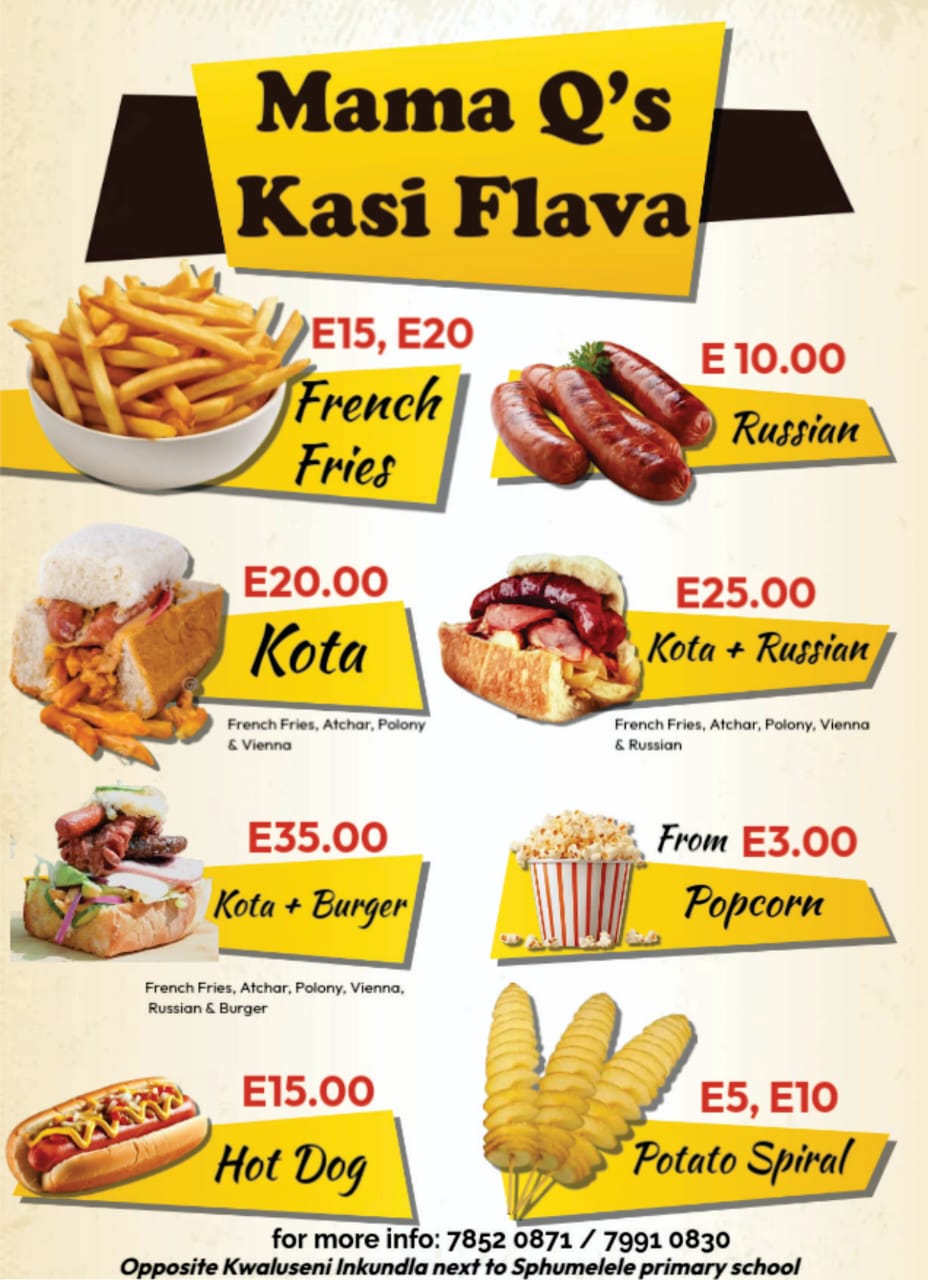 Mama Q's
Kasi Flava
E15, E20
French
Fries
E 10.00
Russian
E20.00
Kota
French Fries, Atchar, Polony
& Vienna
E25.00
Kota + Russian
French Fries, Atchar, Polony, Vienna
& Russian
E35.00
Kota + Burger
French Fries, Atchar, Polony, Vienna,
Russian & Burger
From E3.00
Popcorn
E15.00
Hot Dog
E5, E10
Potato Spiral
for more info: 7852 0871 / 7991 0830
Opposite Kwaluseni Inkundla next to Sphumelele primary school